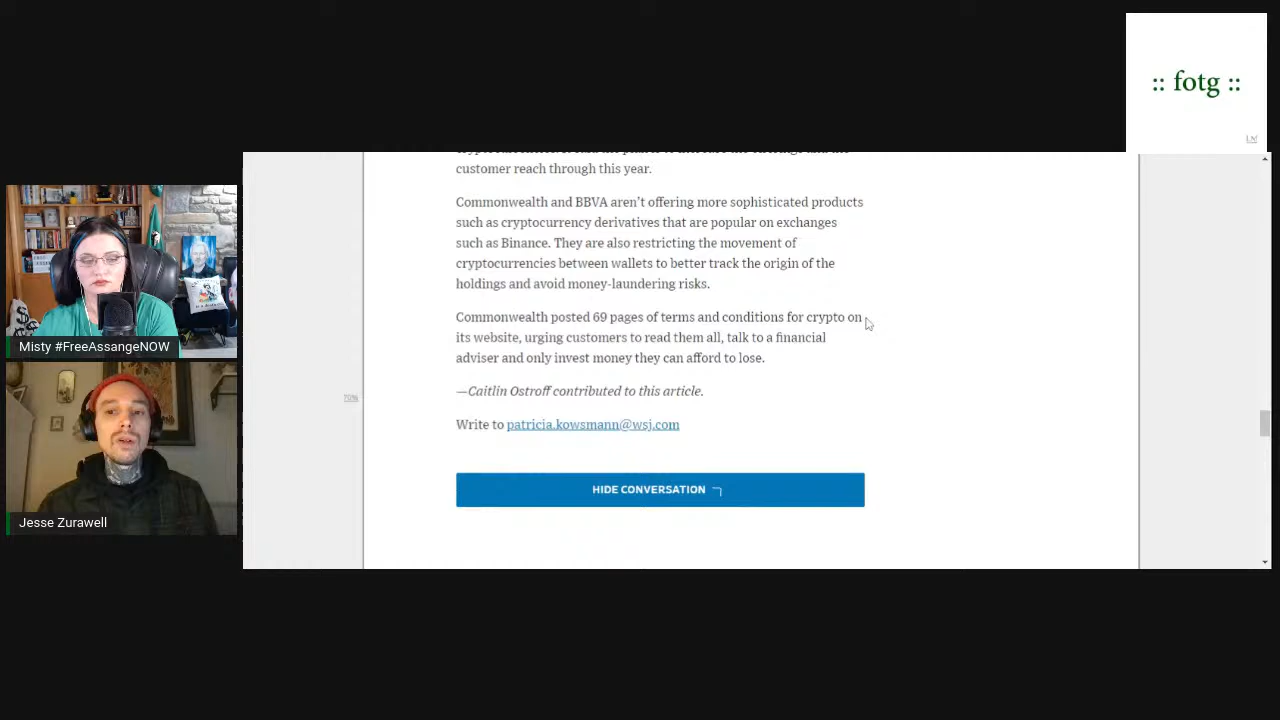 :: fotg ::
customer reach through this year.
Commonwealth and BBVA aren't offering more sophisticated products
such as cryptocurrency derivatives that are popular on exchanges
such as Binance. They are also restricting the movement of
cryptocurrencies between wallets to better track the origin of the
holdings and avoid money-laundering risks.
Commonwealth posted 69 pages of terms and conditions for crypto on
its website, urging customers to read them all, talk to a financial
adviser and only invest money they can afford to lose.
—Caitlin Ostroff contributed to this article.
Write to patricia.kowsmann@wsj.com
HIDE CONVERSATION
Misty #FreeAssangeNOW
Jesse Zurawell